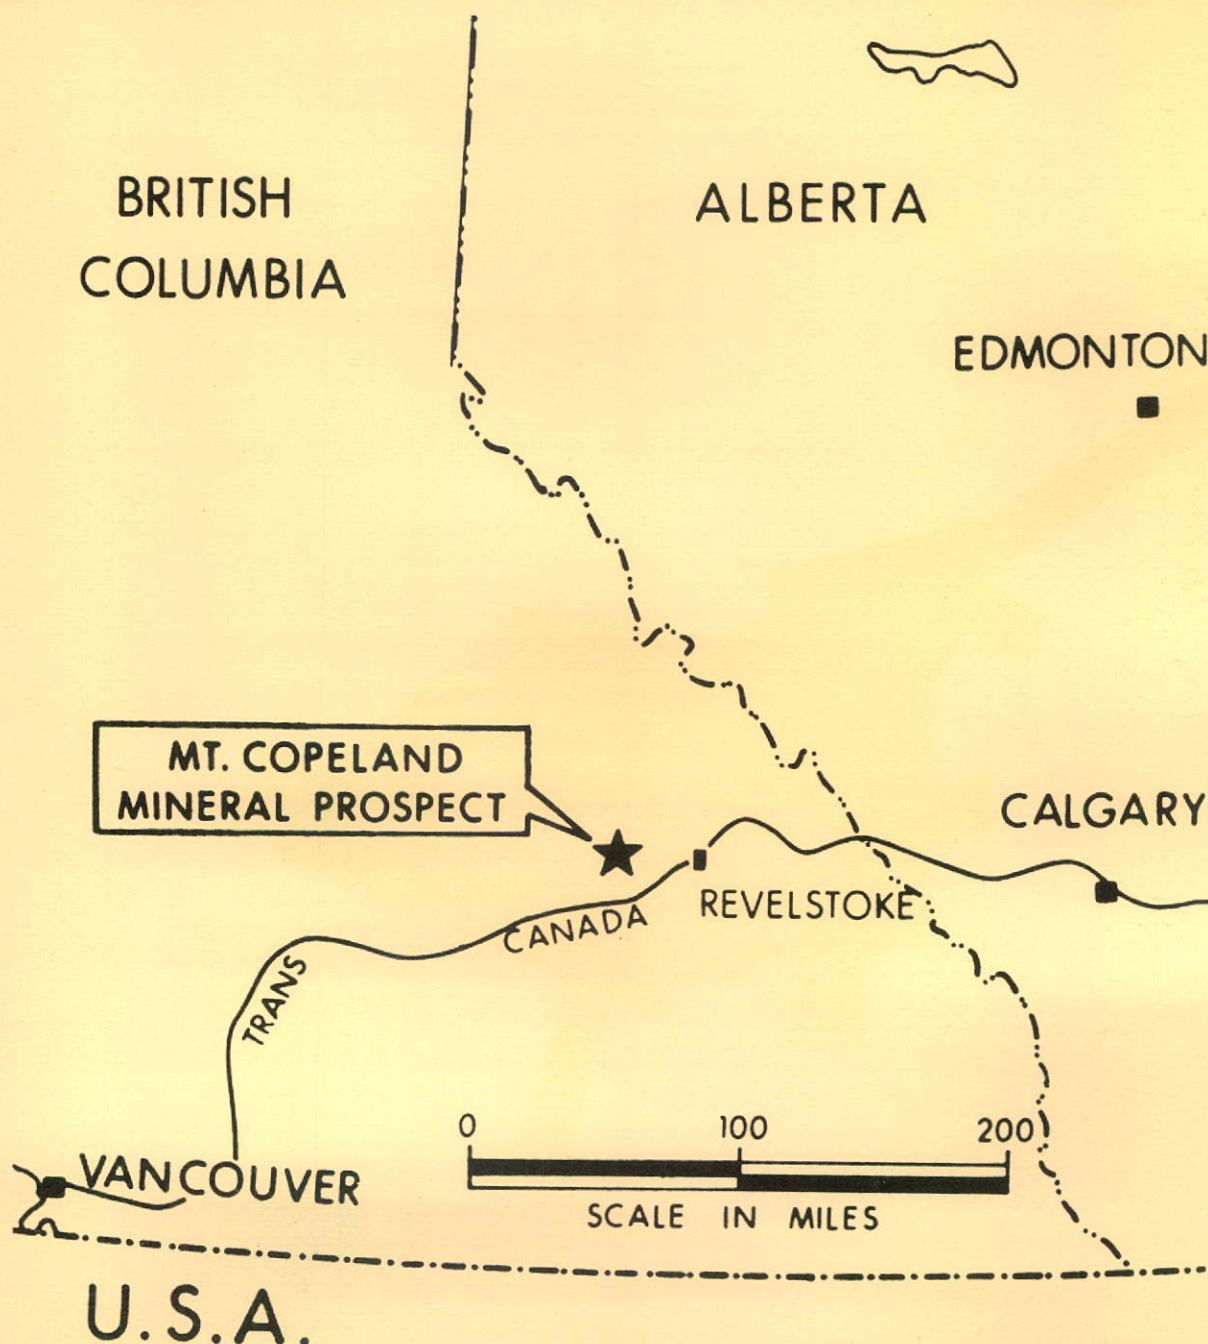 BRITISH
COLUMBIA
ALBERTA
EDMONTON
MT. COPELAND
MINERAL PROSPECT
CALGARY
REVELSTOKE
CANADA
TRANS
0 100 200
SCALE IN MILES
VANCOUVER
U.S.A.